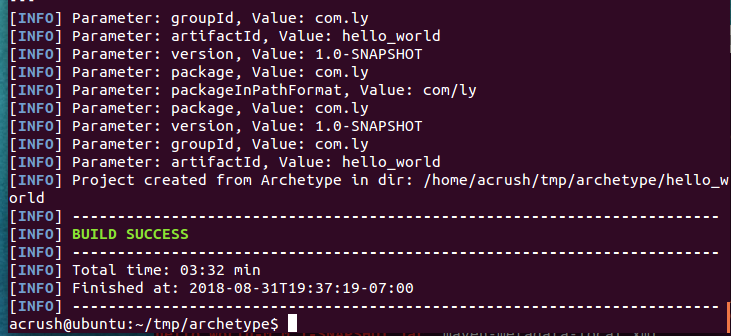 [INFO] Parameter: groupId, Value: com.ly
[INFO] Parameter: artifactId, Value: hello_world
[INFO] Parameter: version, Value: 1.0-SNAPSHOT
[INFO] Parameter: package, Value: com.ly
[INFO] Parameter: packageInPathFormat, Value: com/ly
[INFO] Parameter: package, Value: com.ly
[INFO] Parameter: version, Value: 1.0-SNAPSHOT
[INFO] Parameter: groupId, Value: com.ly
[INFO] Parameter: artifactId, Value: hello_world
[INFO] Project created from Archetype in dir: /home/acrush/tmp/archetype/hello_w
orld
[INFO] ------------------------------------------------------------------------
[INFO] BUILD SUCCESS
[INFO] ------------------------------------------------------------------------
[INFO] Total time: 03:32 min
[INFO] Finished at: 2018-08-31T19:37:19-07:00
[INFO] ------------------------------------------------------------------------
acrush@ubuntu:~/tmp/archetype$